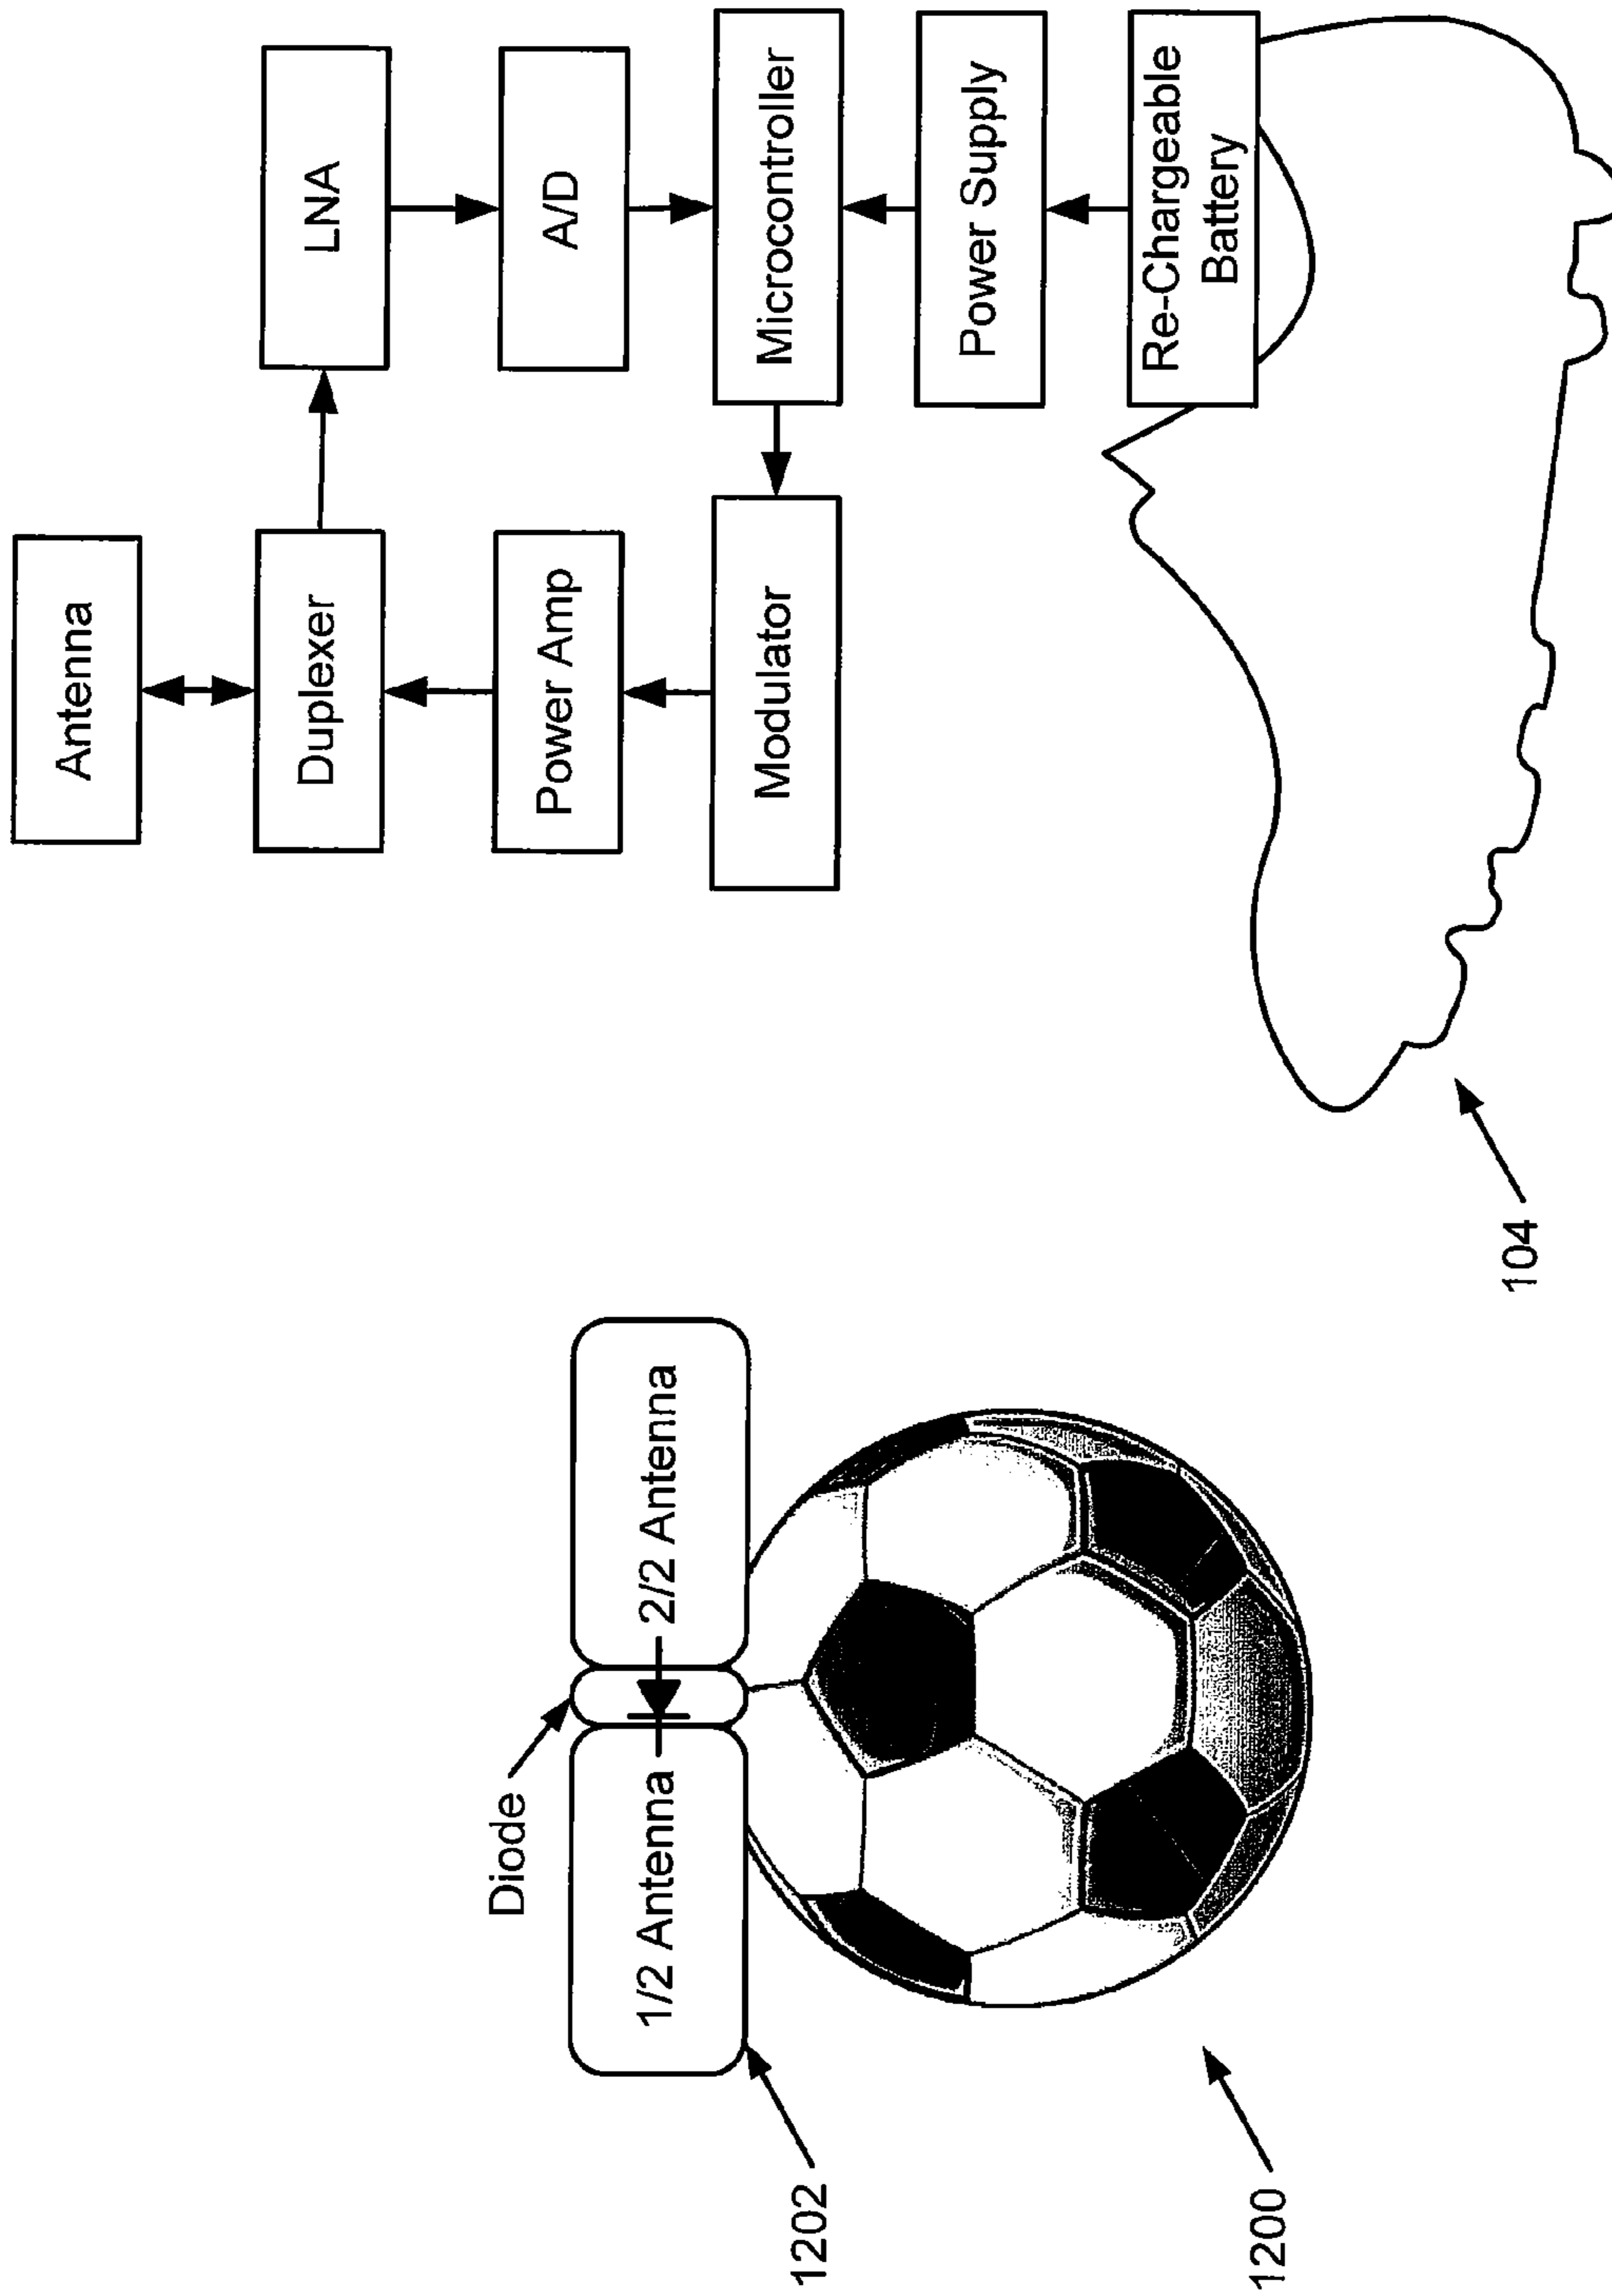 Diode
1/2 Antenna
2/2 Antenna
1202
1200
Antenna
Duplexer
LNA
Power Amp
A/D
Modulator
Microcontroller
Power Supply
Re-Chargeable
Battery
104